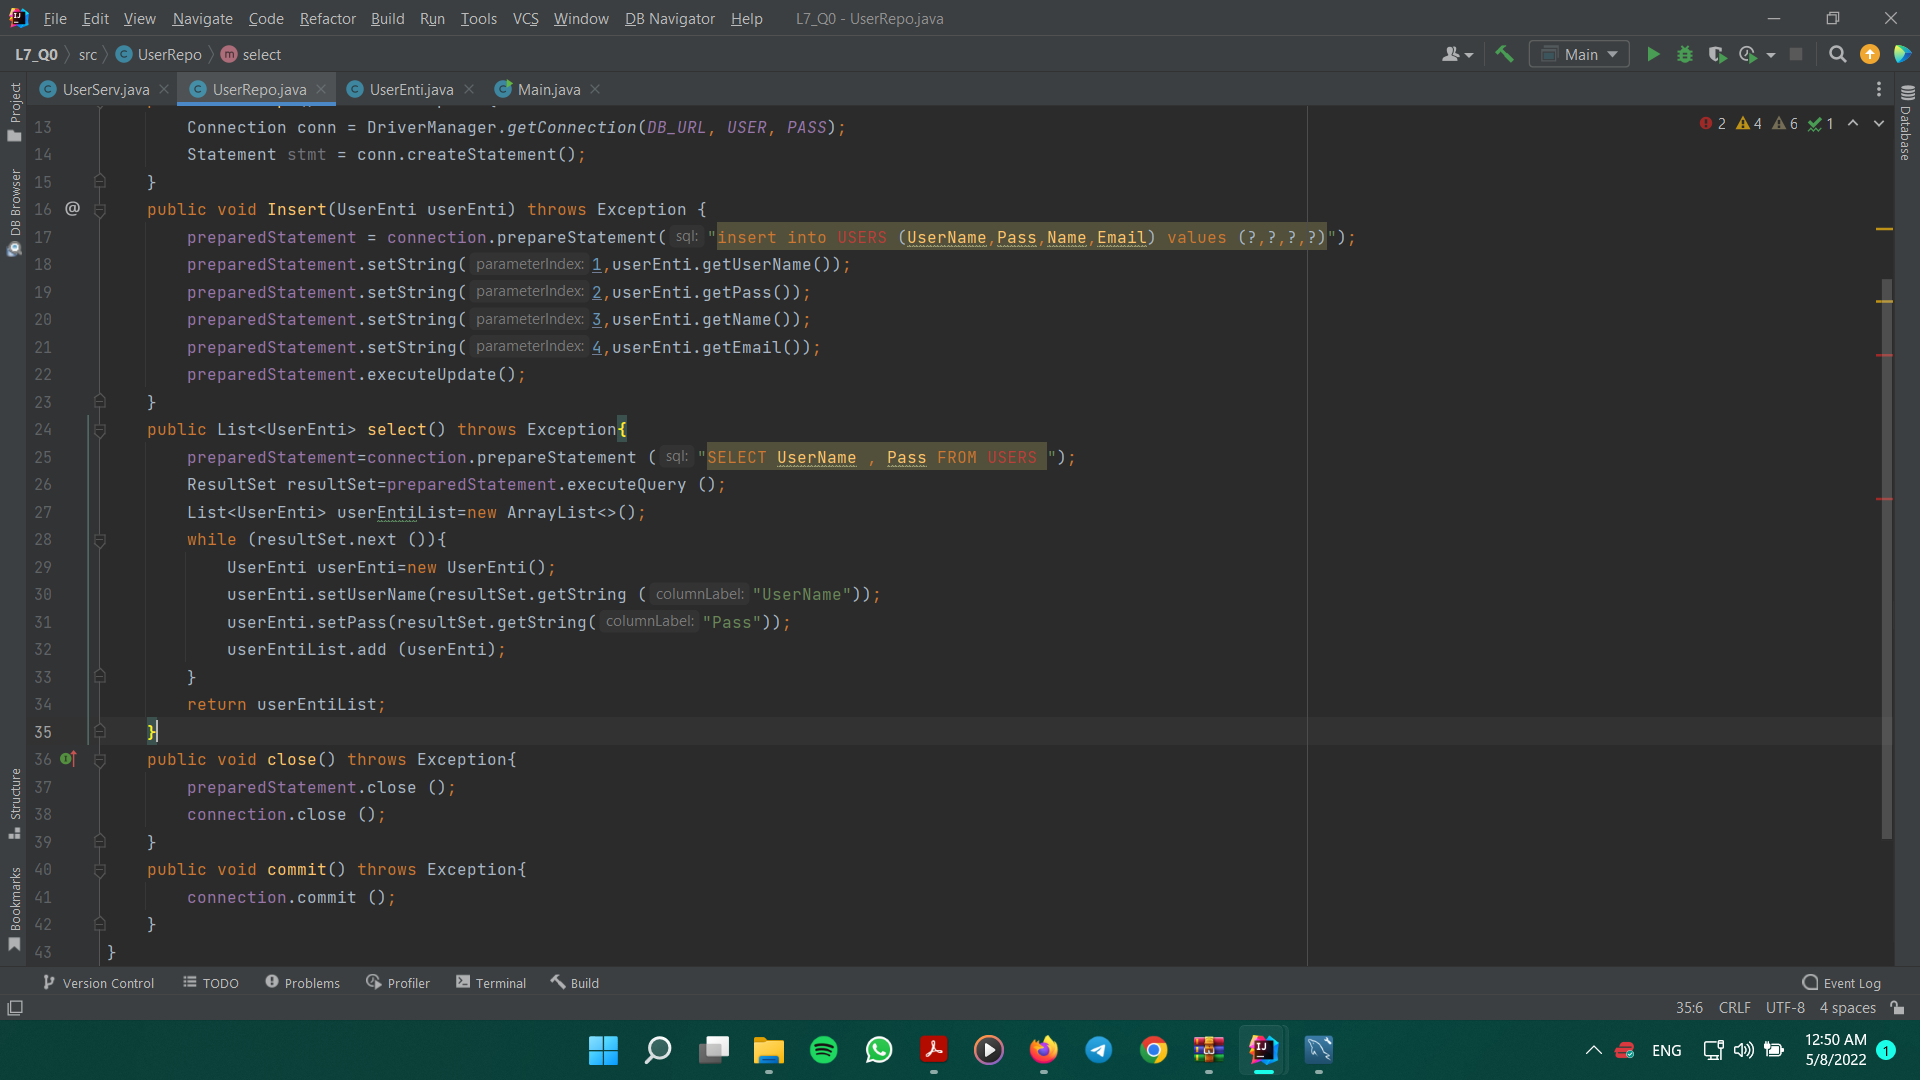 File Edit View Navigate Code Refactor Build Run Tools VCS Window DB Navigator Help L7_Q0 - UserRepo.java
L7_Q0 src UserRepo select
Main
UserServ.java UserRepo.java UserEnti.java Main.java
2 4 6 1
Project
DB Browser
Structure
Bookmarks
Database
13 Connection conn = DriverManager.getConnection(DB_URL, USER, PASS);
14 Statement stmt = conn.createStatement();
15 }
16 @ public void Insert(UserEnti userEnti) throws Exception {
17 preparedStatement = connection.prepareStatement( sql: "insert into USERS (UserName,Pass,Name,Email) values (?,?,?,?)");
18 preparedStatement.setString( parameterIndex: 1,userEnti.getUserName());
19 preparedStatement.setString( parameterIndex: 2,userEnti.getPass());
20 preparedStatement.setString( parameterIndex: 3,userEnti.getName());
21 preparedStatement.setString( parameterIndex: 4,userEnti.getEmail());
22 preparedStatement.executeUpdate();
23 }
24 public List<UserEnti> select() throws Exception{
25 preparedStatement=connection.prepareStatement ( sql: "SELECT UserName , Pass FROM USERS ");
26 ResultSet resultSet=preparedStatement.executeQuery ();
27 List<UserEnti> userEntiList=new ArrayList<>();
28 while (resultSet.next ()){
29 UserEnti userEnti=new UserEnti();
30 userEnti.setUserName(resultSet.getString ( columnLabel: "UserName"));
31 userEnti.setPass(resultSet.getString( columnLabel: "Pass"));
32 userEntiList.add (userEnti);
33 }
34 return userEntiList;
35 }
36 public void close() throws Exception{
37 preparedStatement.close ();
38 connection.close ();
39 }
40 public void commit() throws Exception{
41 connection.commit ();
42 }
43 }
Version Control TODO Problems Profiler Terminal Build Event Log
35:6 CRLF UTF-8 4 spaces
ENG 12:50 AM 1
5/8/2022